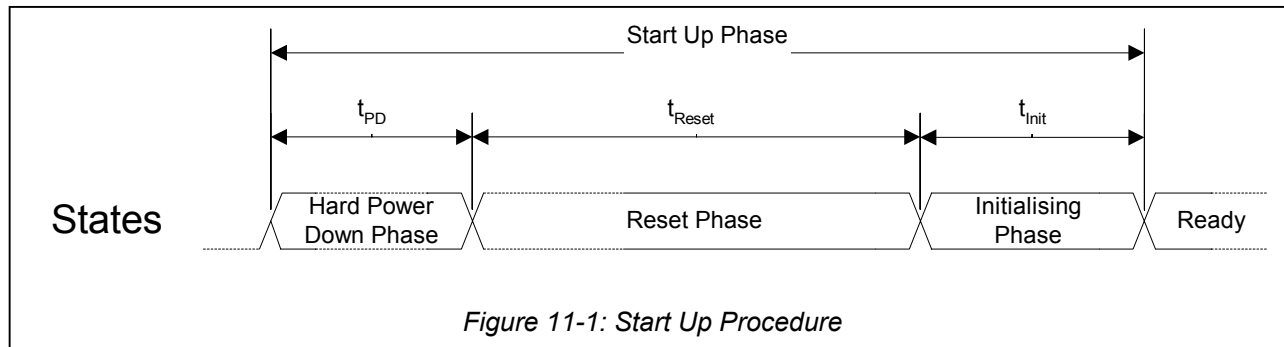 Start Up Phase
tPD
tReset
tInit
States
Hard Power
Down Phase
Reset Phase
Initialising
Phase
Ready
Figure 11-1: Start Up Procedure